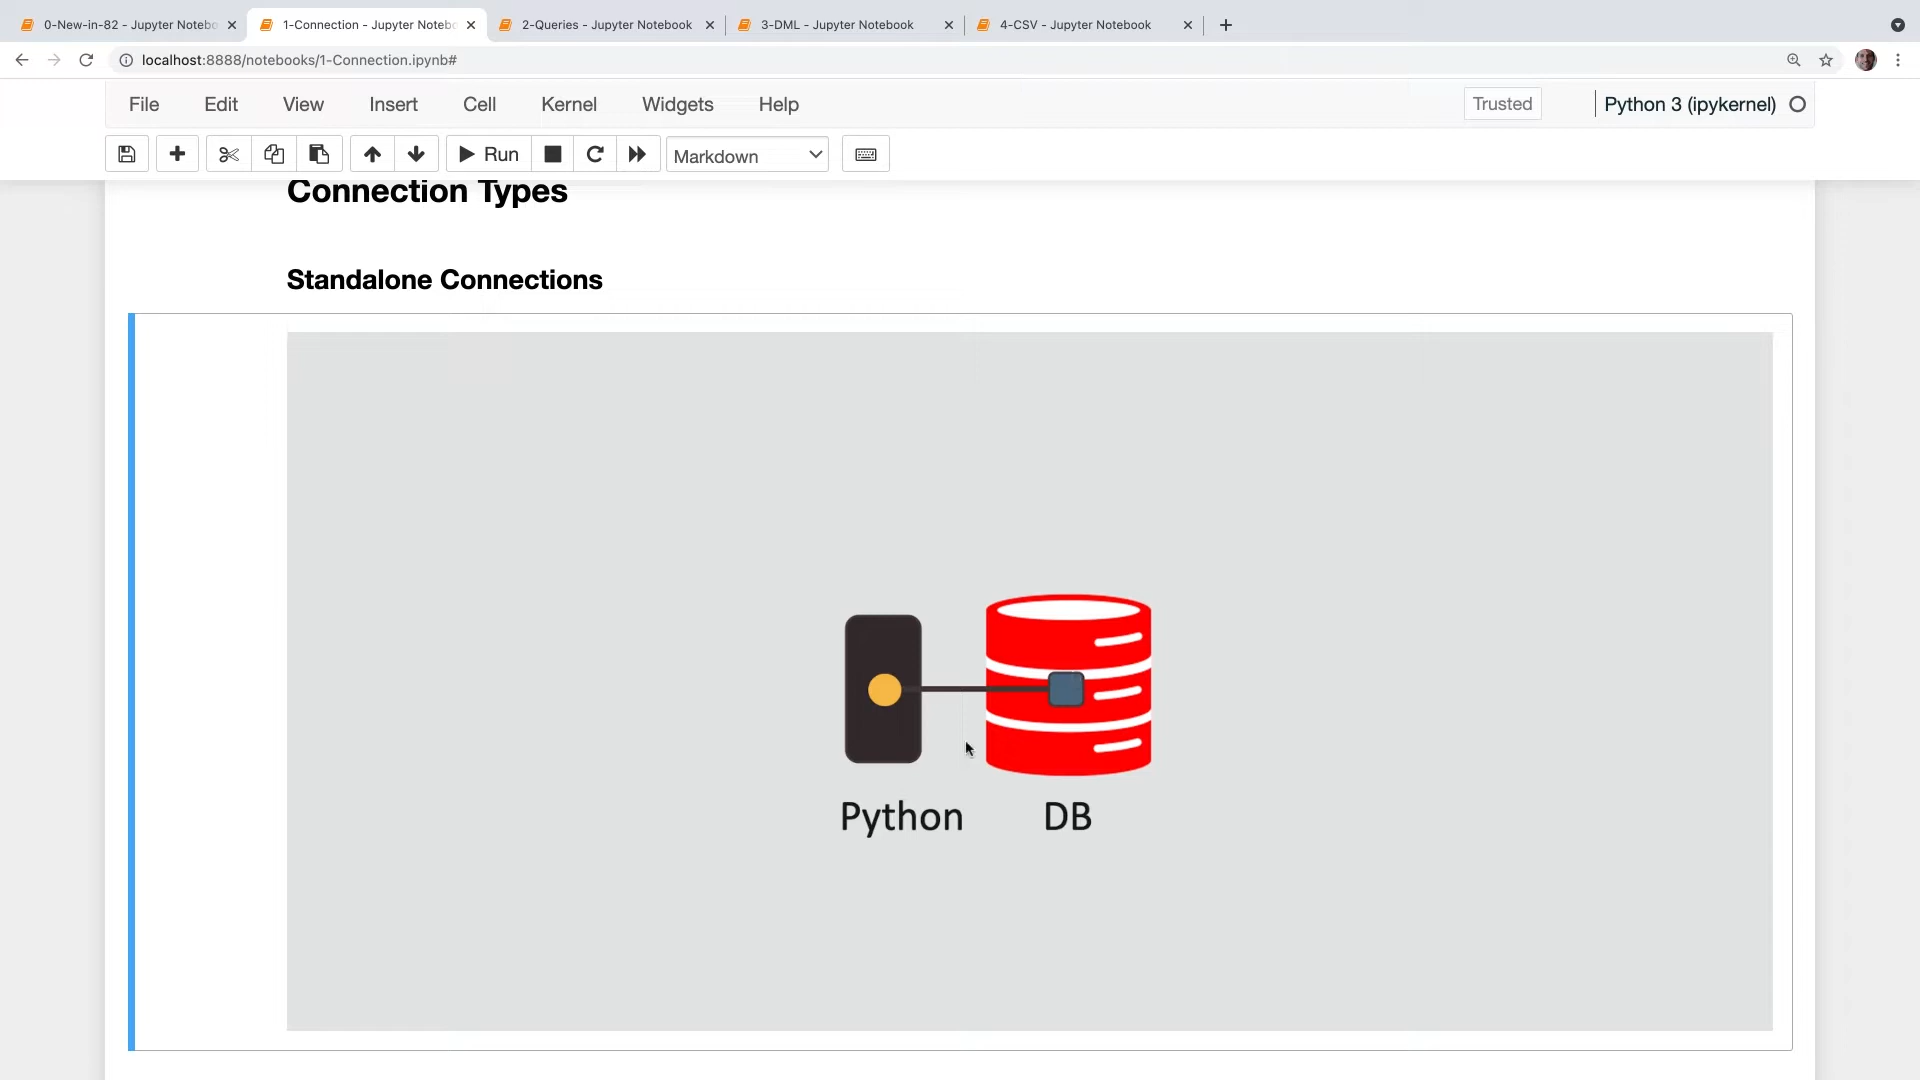 0-New-in-82 - Jupyter Notebo
1-Connection - Jupyter Notebo
2-Queries - Jupyter Notebook
3-DML - Jupyter Notebook
4-CSV - Jupyter Notebook
localhost:8888/notebooks/1-Connection.ipynb#
File Edit View Insert Cell Kernel Widgets Help
Trusted
Python 3 (ipykernel)
Run
Markdown
Connection Types
Standalone Connections
Python DB